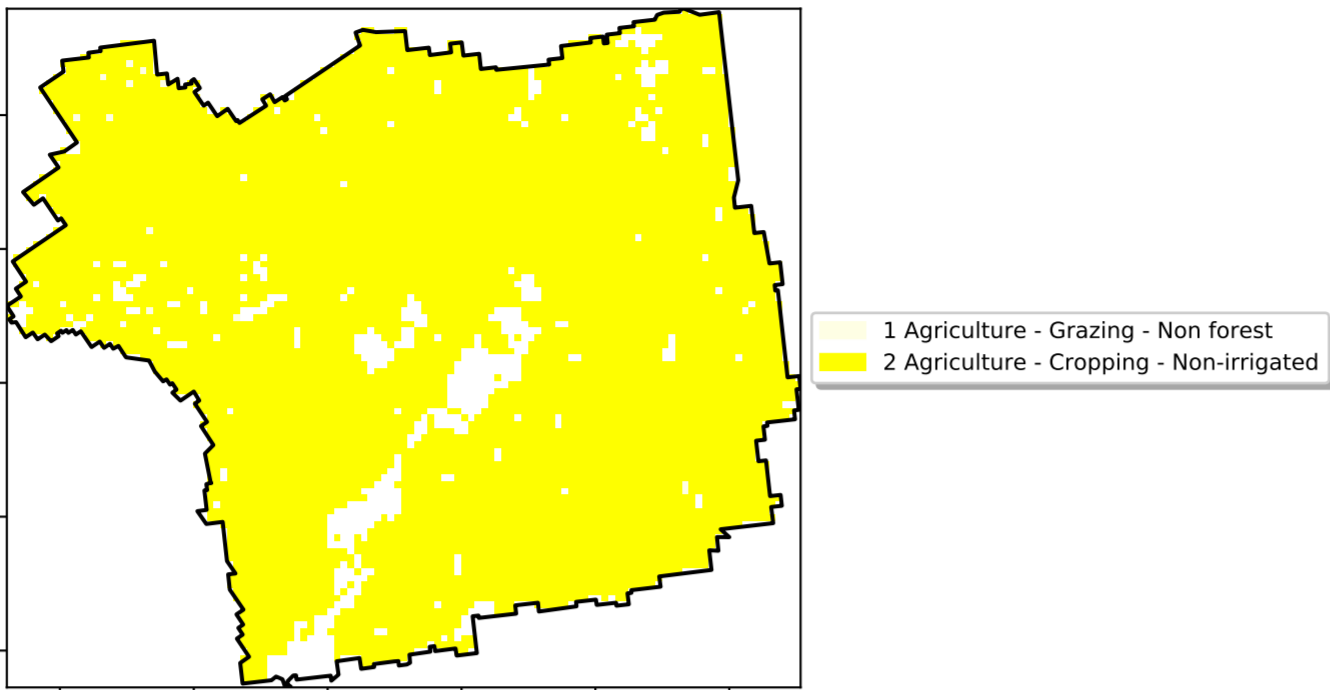 1 Agriculture - Grazing - Non forest
2 Agriculture - Cropping - Non-irrigated